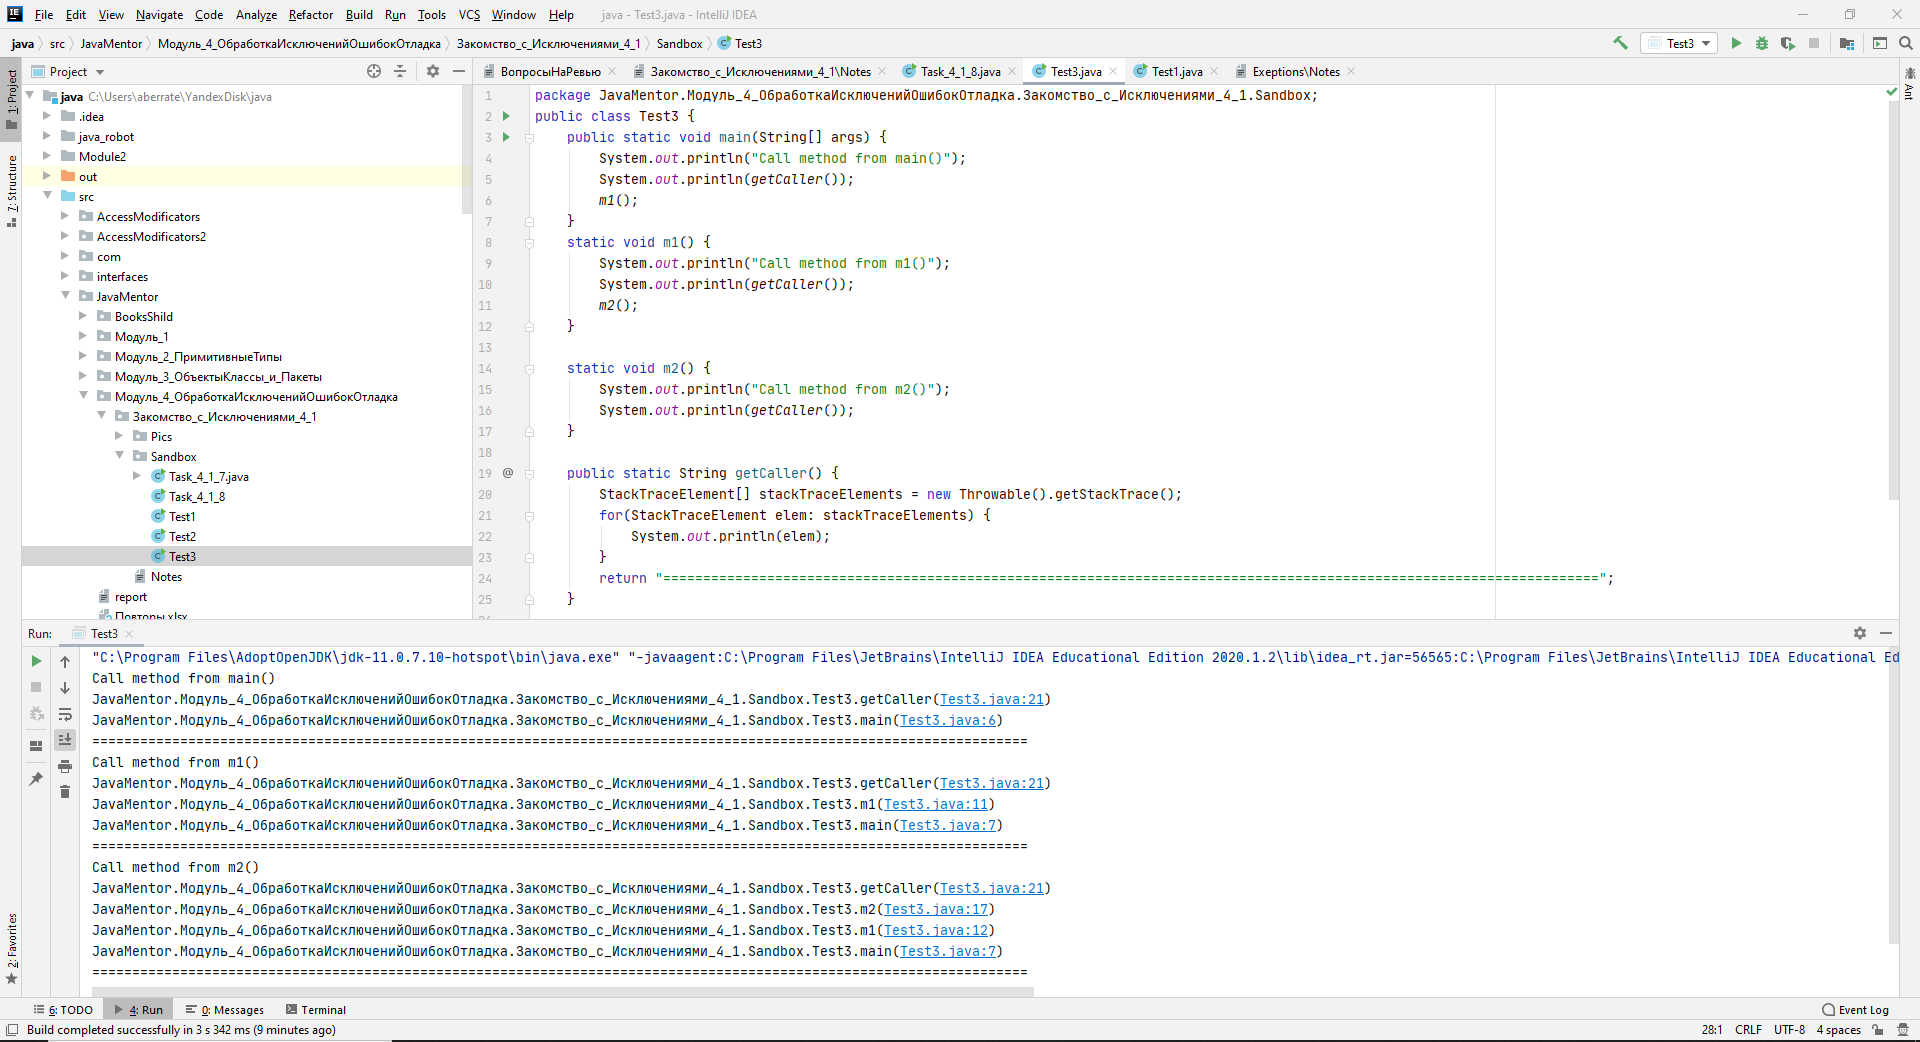 File Edit View Navigate Code Analyze Refactor Build Run Tools VCS Window Help java - Test3.java - IntelliJ IDEA
java src JavaMentor Модуль_4_ОбработкаИсключенийОшибокОтладка Закомство_с_Исключениями_4_1 Sandbox Test3
Test3
1: Project
7: Structure
2: Favorites
Ant
Project
java C:\Users\aberrate\YandexDisk\java
.idea
java_robot
Module2
out
src
AccessModificators
AccessModificators2
com
interfaces
JavaMentor
BooksShild
Модуль_1
Модуль_2_ПримитивныеТипы
Модуль_3_ОбъектыКлассы_и_Пакеты
Модуль_4_ОбработкаИсключенийОшибокОтладка
Закомство_с_Исключениями_4_1
Pics
Sandbox
Task_4_1_7.java
Task_4_1_8
Test1
Test2
Test3
Notes
report
Повторы.xlsx
ВопросыНаРевью Закомство_с_Исключениями_4_1\Notes Task_4_1_8.java Test3.java Test1.java Exeptions\Notes
1 package JavaMentor.Модуль_4_ОбработкаИсключенийОшибокОтладка.Закомство_с_Исключениями_4_1.Sandbox;
2 public class Test3 {
3 public static void main(String[] args) {
4 System.out.println("Call method from main()");
5 System.out.println(getCaller());
6 m1();
7 }
8 static void m1() {
9 System.out.println("Call method from m1()");
10 System.out.println(getCaller());
11 m2();
12 }
13
14 static void m2() {
15 System.out.println("Call method from m2()");
16 System.out.println(getCaller());
17 }
18
19 @ public static String getCaller() {
20 StackTraceElement[] stackTraceElements = new Throwable().getStackTrace();
21 for(StackTraceElement elem: stackTraceElements) {
22 System.out.println(elem);
23 }
24 return "=====================================================================================================================";
25 }
Run: Test3
"C:\Program Files\AdoptOpenJDK\jdk-11.0.7.10-hotspot\bin\java.exe" "-javaagent:C:\Program Files\JetBrains\IntelliJ IDEA Educational Edition 2020.1.2\lib\idea_rt.jar=56565:C:\Program Files\JetBrains\IntelliJ IDEA Educational Ed
Call method from main()
JavaMentor.Модуль_4_ОбработкаИсключенийОшибокОтладка.Закомство_с_Исключениями_4_1.Sandbox.Test3.getCaller(Test3.java:21)
JavaMentor.Модуль_4_ОбработкаИсключенийОшибокОтладка.Закомство_с_Исключениями_4_1.Sandbox.Test3.main(Test3.java:6)
=====================================================================================================================
Call method from m1()
JavaMentor.Модуль_4_ОбработкаИсключенийОшибокОтладка.Закомство_с_Исключениями_4_1.Sandbox.Test3.getCaller(Test3.java:21)
JavaMentor.Модуль_4_ОбработкаИсключенийОшибокОтладка.Закомство_с_Исключениями_4_1.Sandbox.Test3.m1(Test3.java:11)
JavaMentor.Модуль_4_ОбработкаИсключенийОшибокОтладка.Закомство_с_Исключениями_4_1.Sandbox.Test3.main(Test3.java:7)
=====================================================================================================================
Call method from m2()
JavaMentor.Модуль_4_ОбработкаИсключенийОшибокОтладка.Закомство_с_Исключениями_4_1.Sandbox.Test3.getCaller(Test3.java:21)
JavaMentor.Модуль_4_ОбработкаИсключенийОшибокОтладка.Закомство_с_Исключениями_4_1.Sandbox.Test3.m2(Test3.java:17)
JavaMentor.Модуль_4_ОбработкаИсключенийОшибокОтладка.Закомство_с_Исключениями_4_1.Sandbox.Test3.m1(Test3.java:12)
JavaMentor.Модуль_4_ОбработкаИсключенийОшибокОтладка.Закомство_с_Исключениями_4_1.Sandbox.Test3.main(Test3.java:7)
=====================================================================================================================
6: TODO 4: Run 0: Messages Terminal Event Log
Build completed successfully in 3 s 342 ms (9 minutes ago) 28:1 CRLF UTF-8 4 spaces